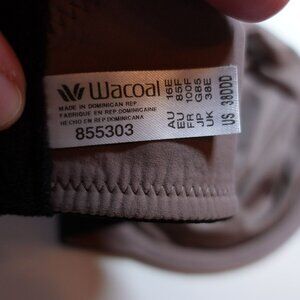 Wacoal
MADE IN DOMINICAN REP.
FABRIQUE EN REP. DOMINICAINE
HECHO EN REP. DOMINICANA
855303
AU 16E
EU 85F
FR 100F
JP G85
UK 38E
US 38DDD